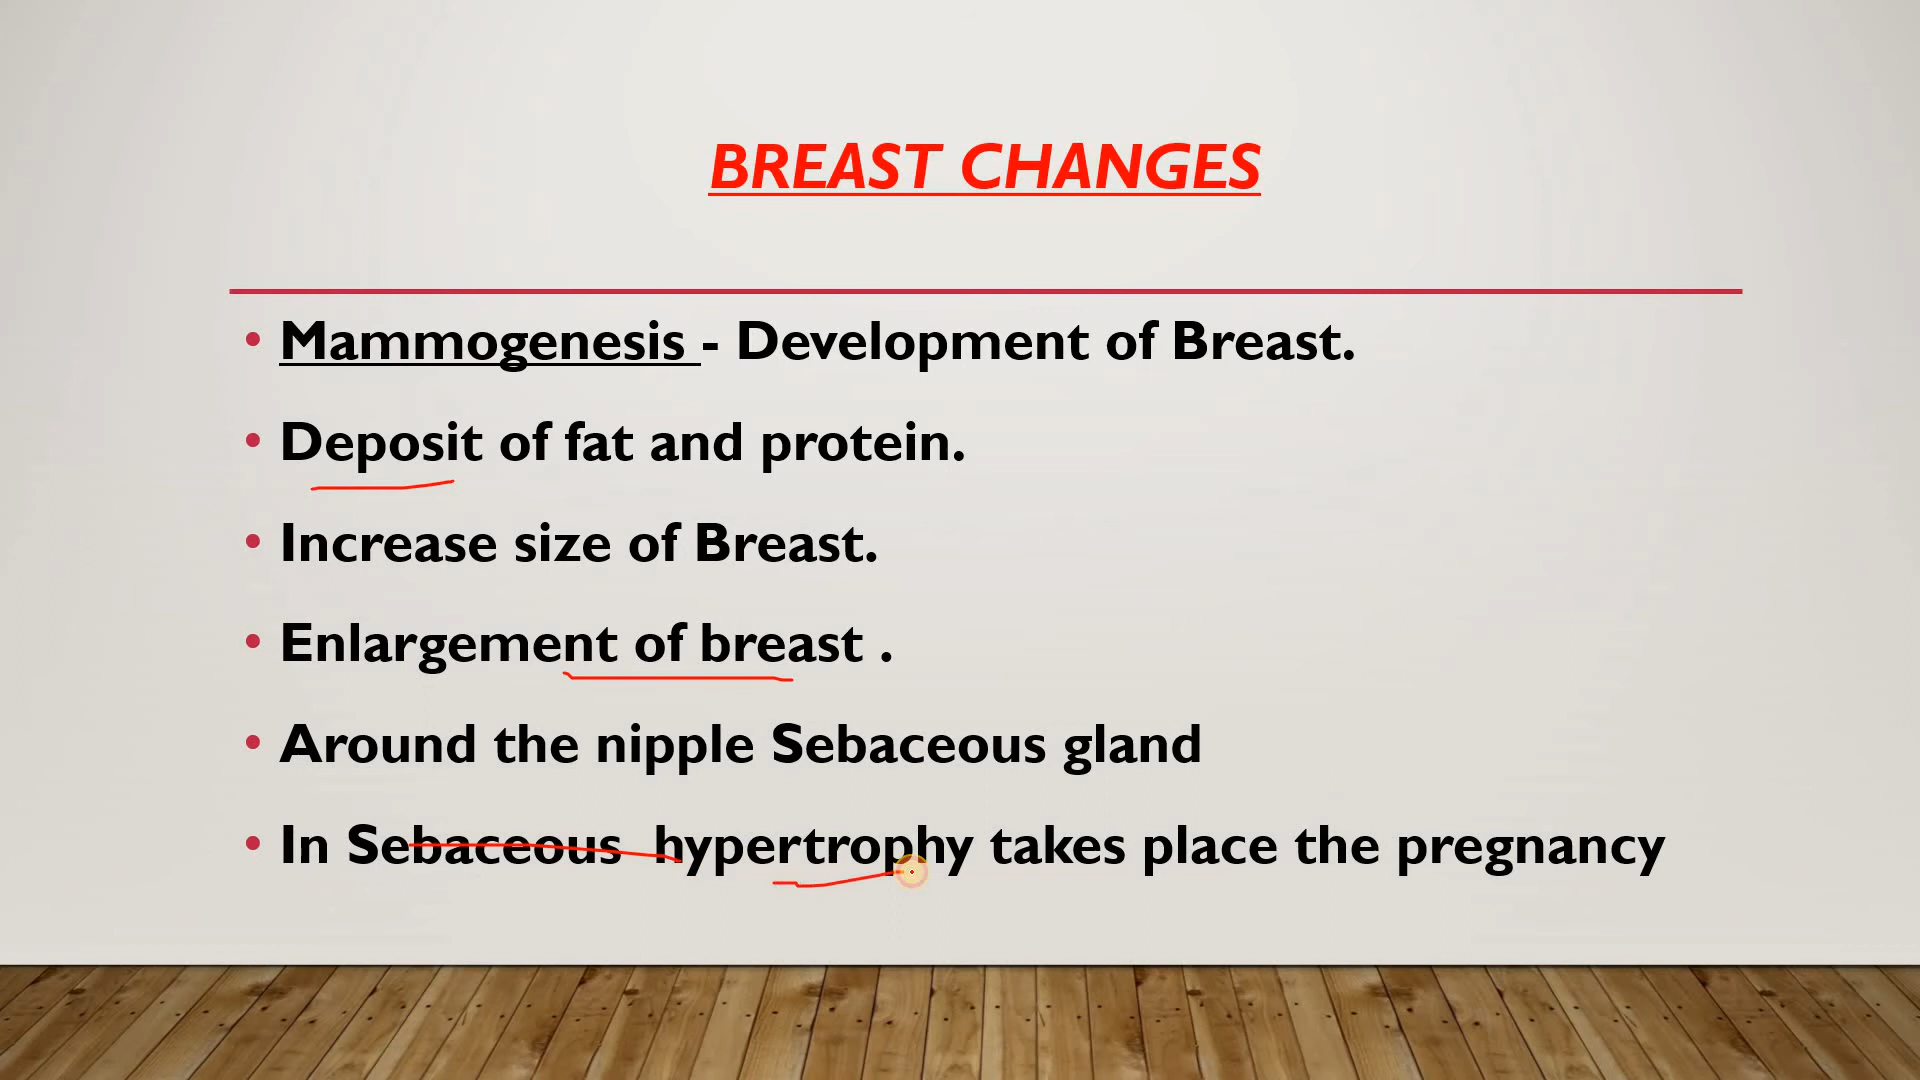 BREAST CHANGES
• Mammogenesis - Development of Breast.
• Deposit of fat and protein.
• Increase size of Breast.
• Enlargement of breast .
• Around the nipple Sebaceous gland
• In Sebaceous  hypertrophy takes place the pregnancy